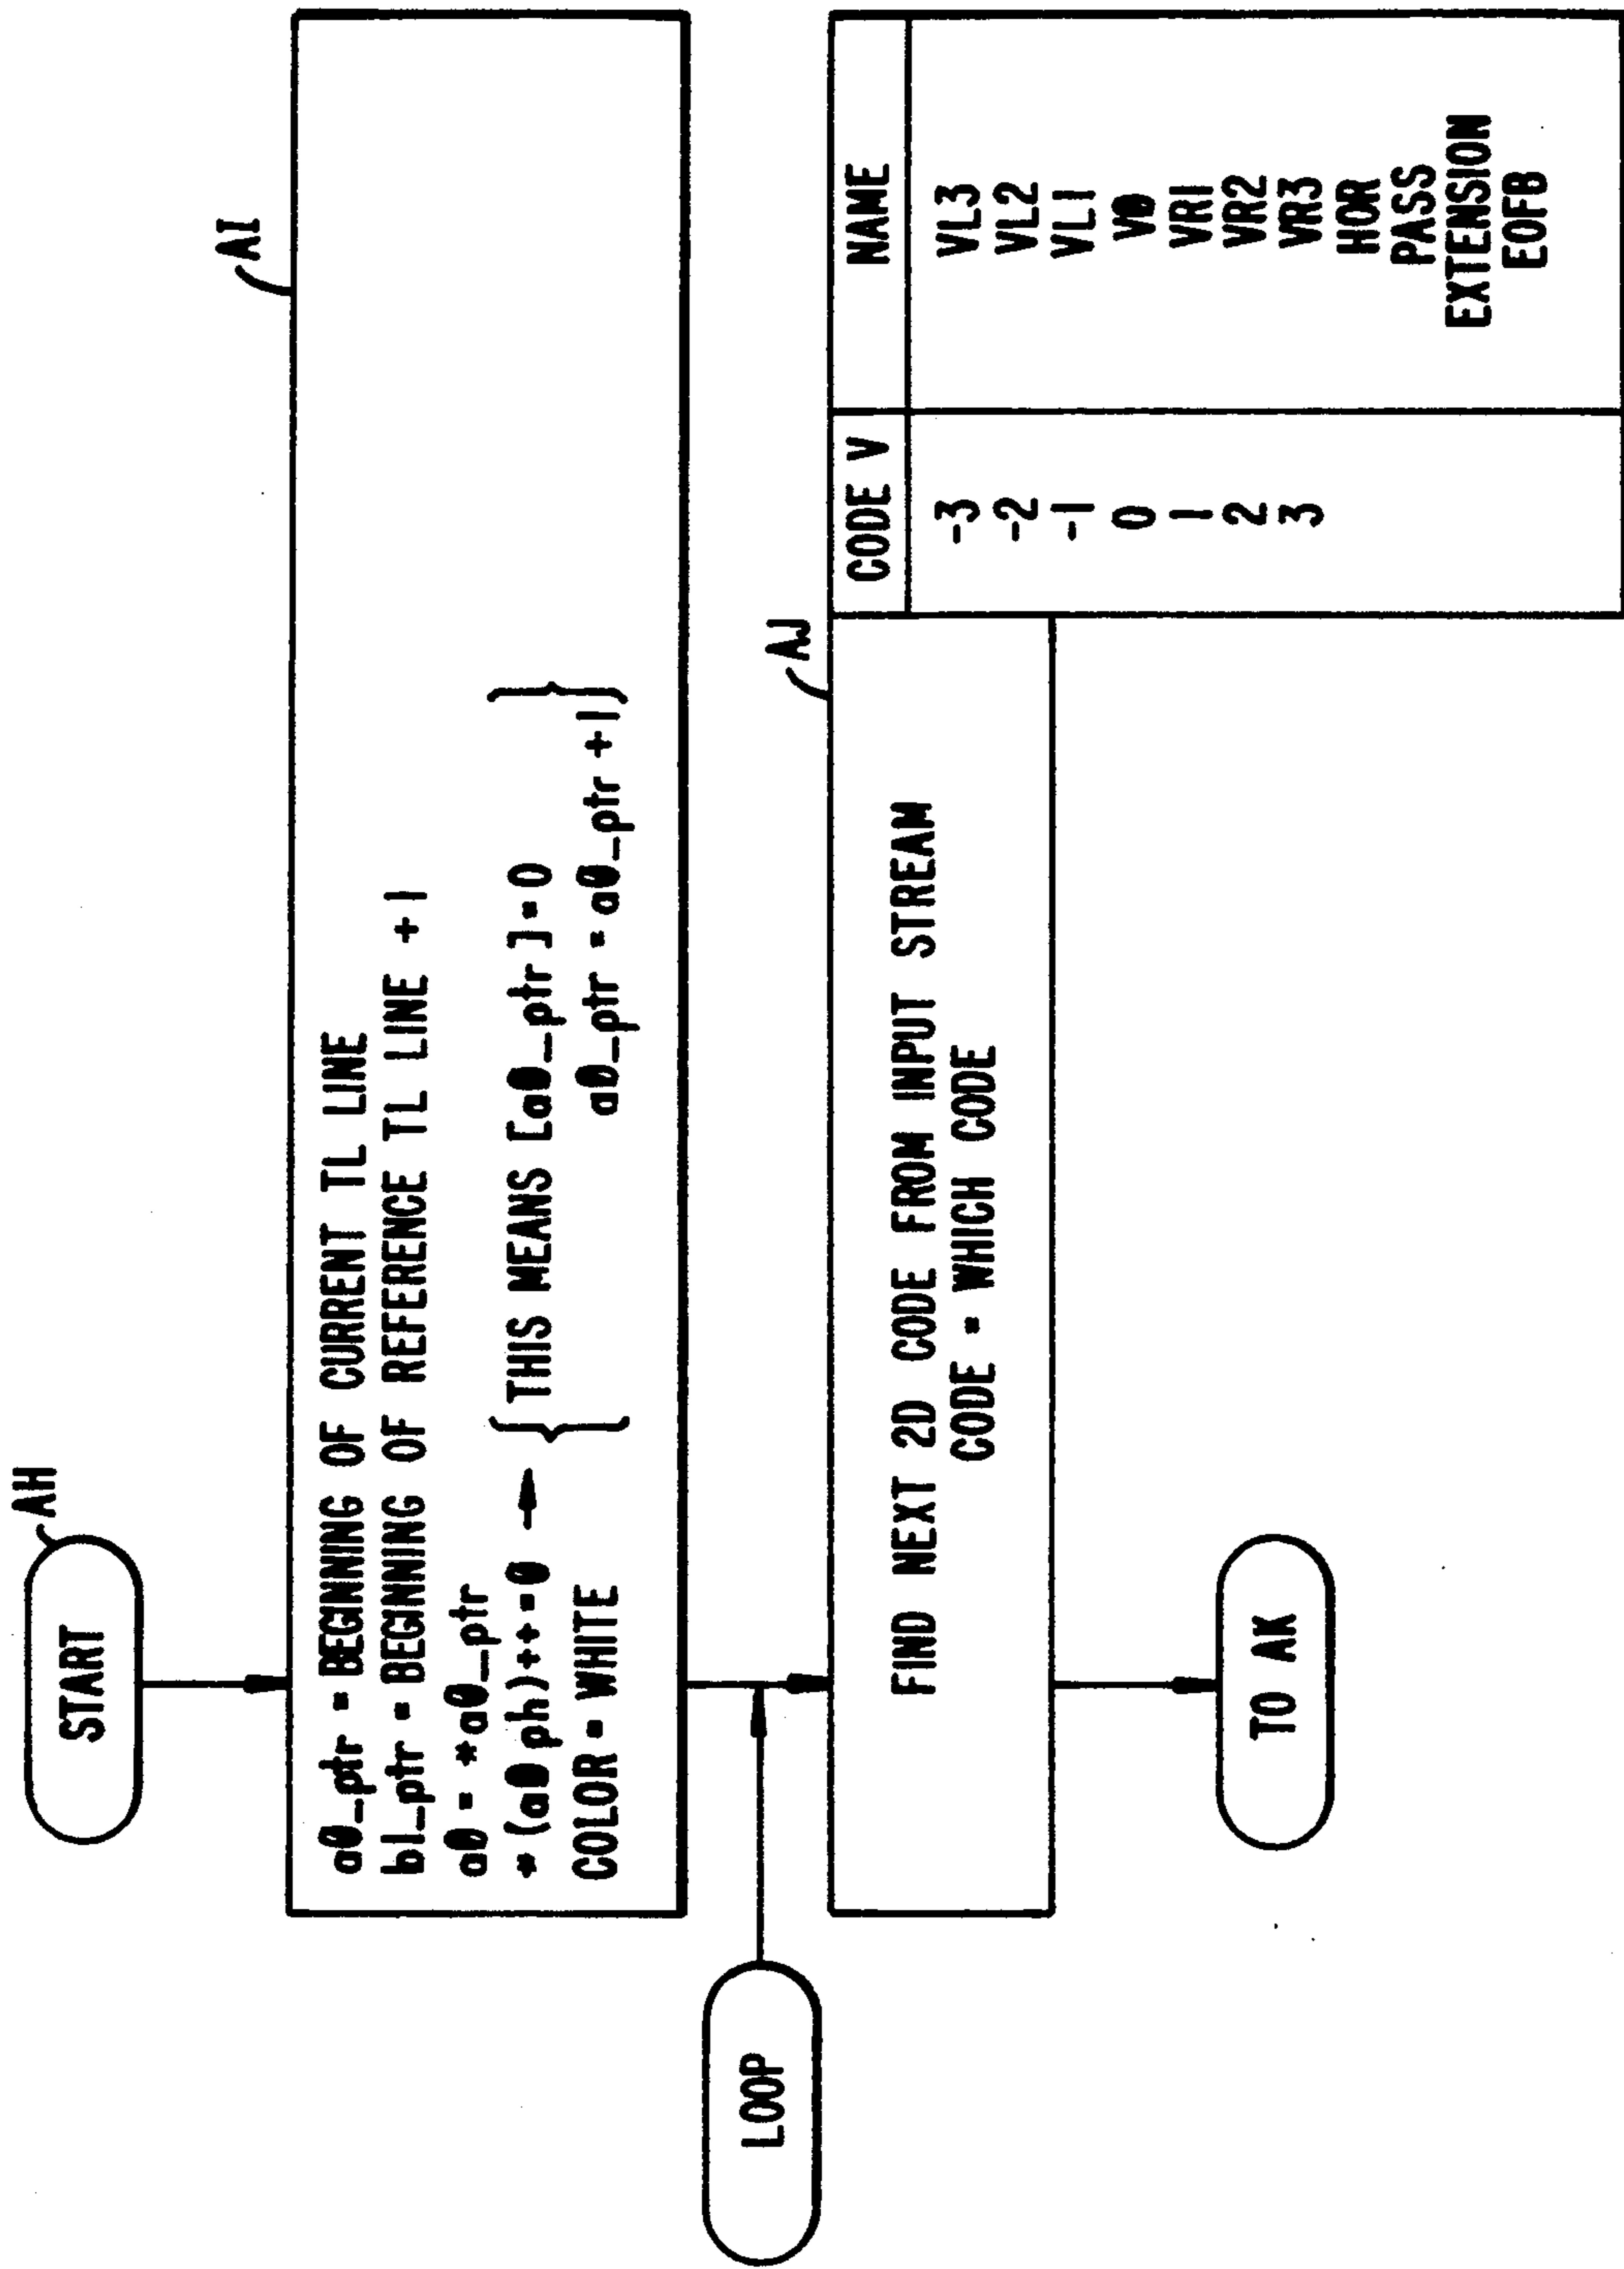 START
AH
AI
a0_ptr = BEGINNING OF CURRENT TL LINE
b1_ptr = BEGINNING OF REFERENCE TL LINE +1
a0 = *a0_ptr
*(a0 ph)++=0 → {THIS MEANS [a0_ptr]=0
a0_ptr = a0_ptr +1}
COLOR = WHITE
LOOP
AJ
FIND NEXT 2D CODE FROM INPUT STREAM
CODE = WHICH CODE
CODE V NAME
-3 VL3
-2 VL2
-1 VL1
0 V0
1 VR1
2 VR2
3 VR3
HOR
PASS
EXTENSION
EOFB
TO AK